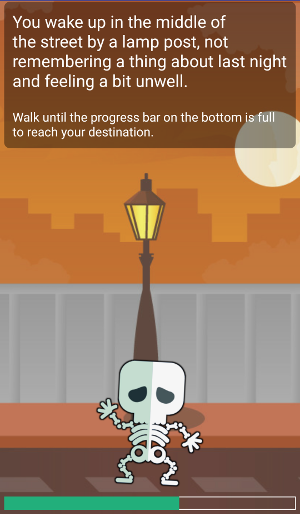 You wake up in the middle of
the street by a lamp post, not
remembering a thing about last night
and feeling a bit unwell.
Walk until the progress bar on the bottom is full
to reach your destination.